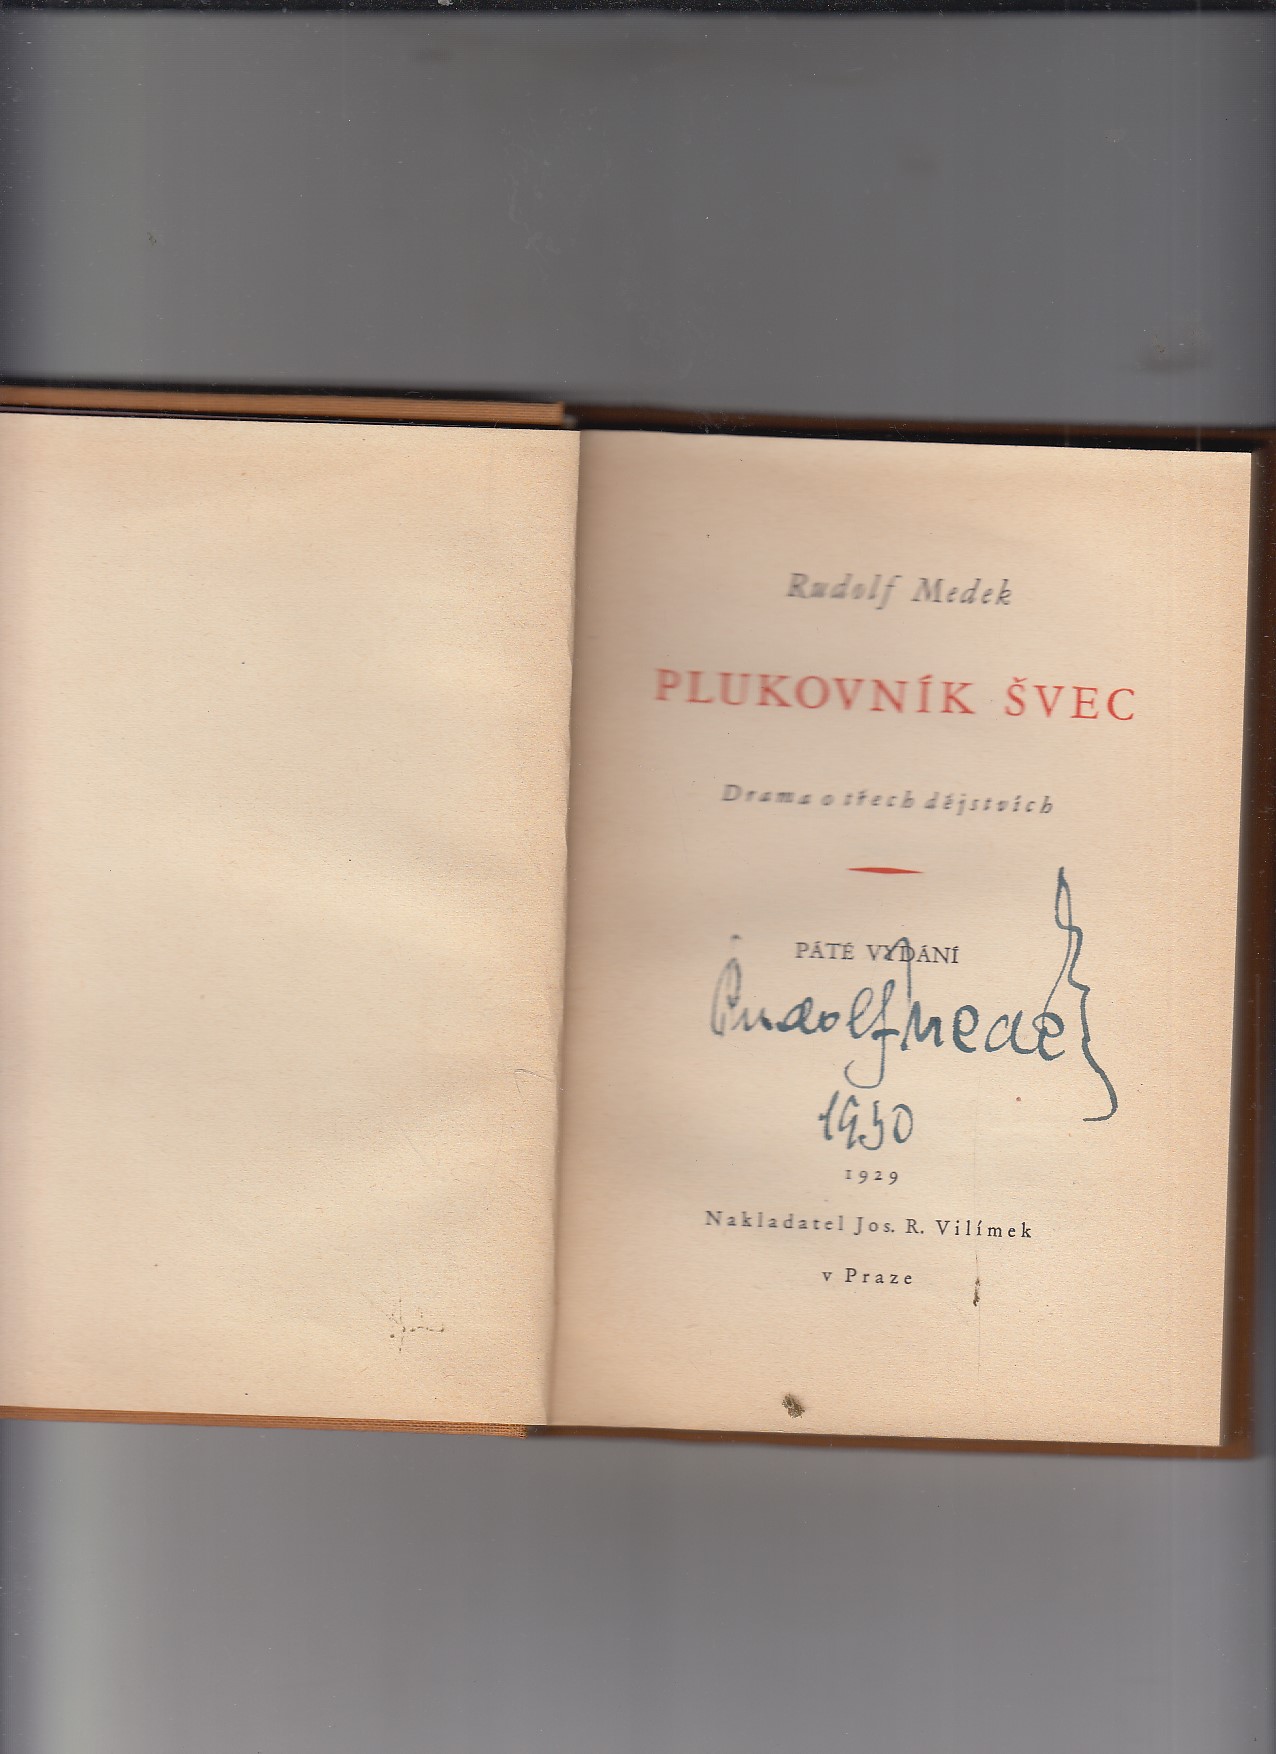 Rudolf Medek
PLUKOVNÍK ŠVEC
Drama o třech dějstvích
PÁTÉ VYDÁNÍ
Rudolf Medek
1930
1929
Nakladatel Jos. R. Vilímek
v Praze